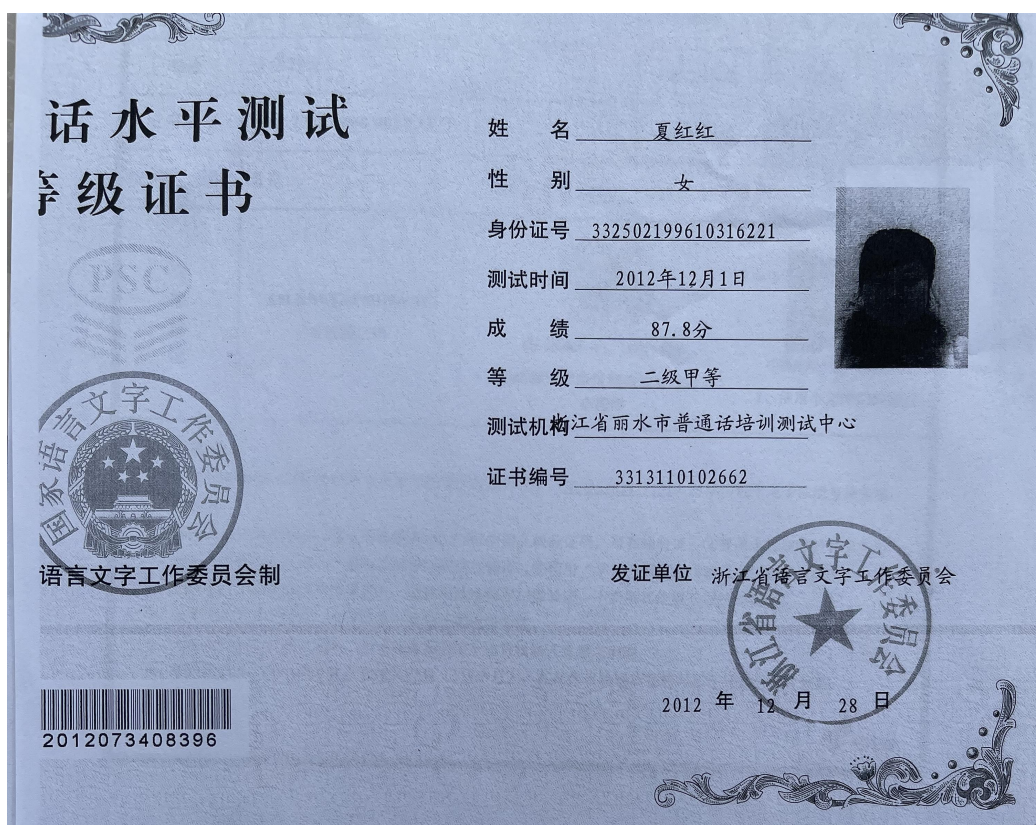 话水平测试
等级证书
PSC
国家语言文字工作委员会
语言文字工作委员会制
2012073408396
姓 名 夏红红
性 别 女
身份证号 332502199610316221
测试时间 2012年12月1日
成 绩 87.8分
等 级 二级甲等
测试机构 浙江省丽水市普通话培训测试中心
证书编号 3313110102662
发证单位 浙江省语言文字工作委员会
浙江省语言文字工作委员会
2012 年 12 月 28 日